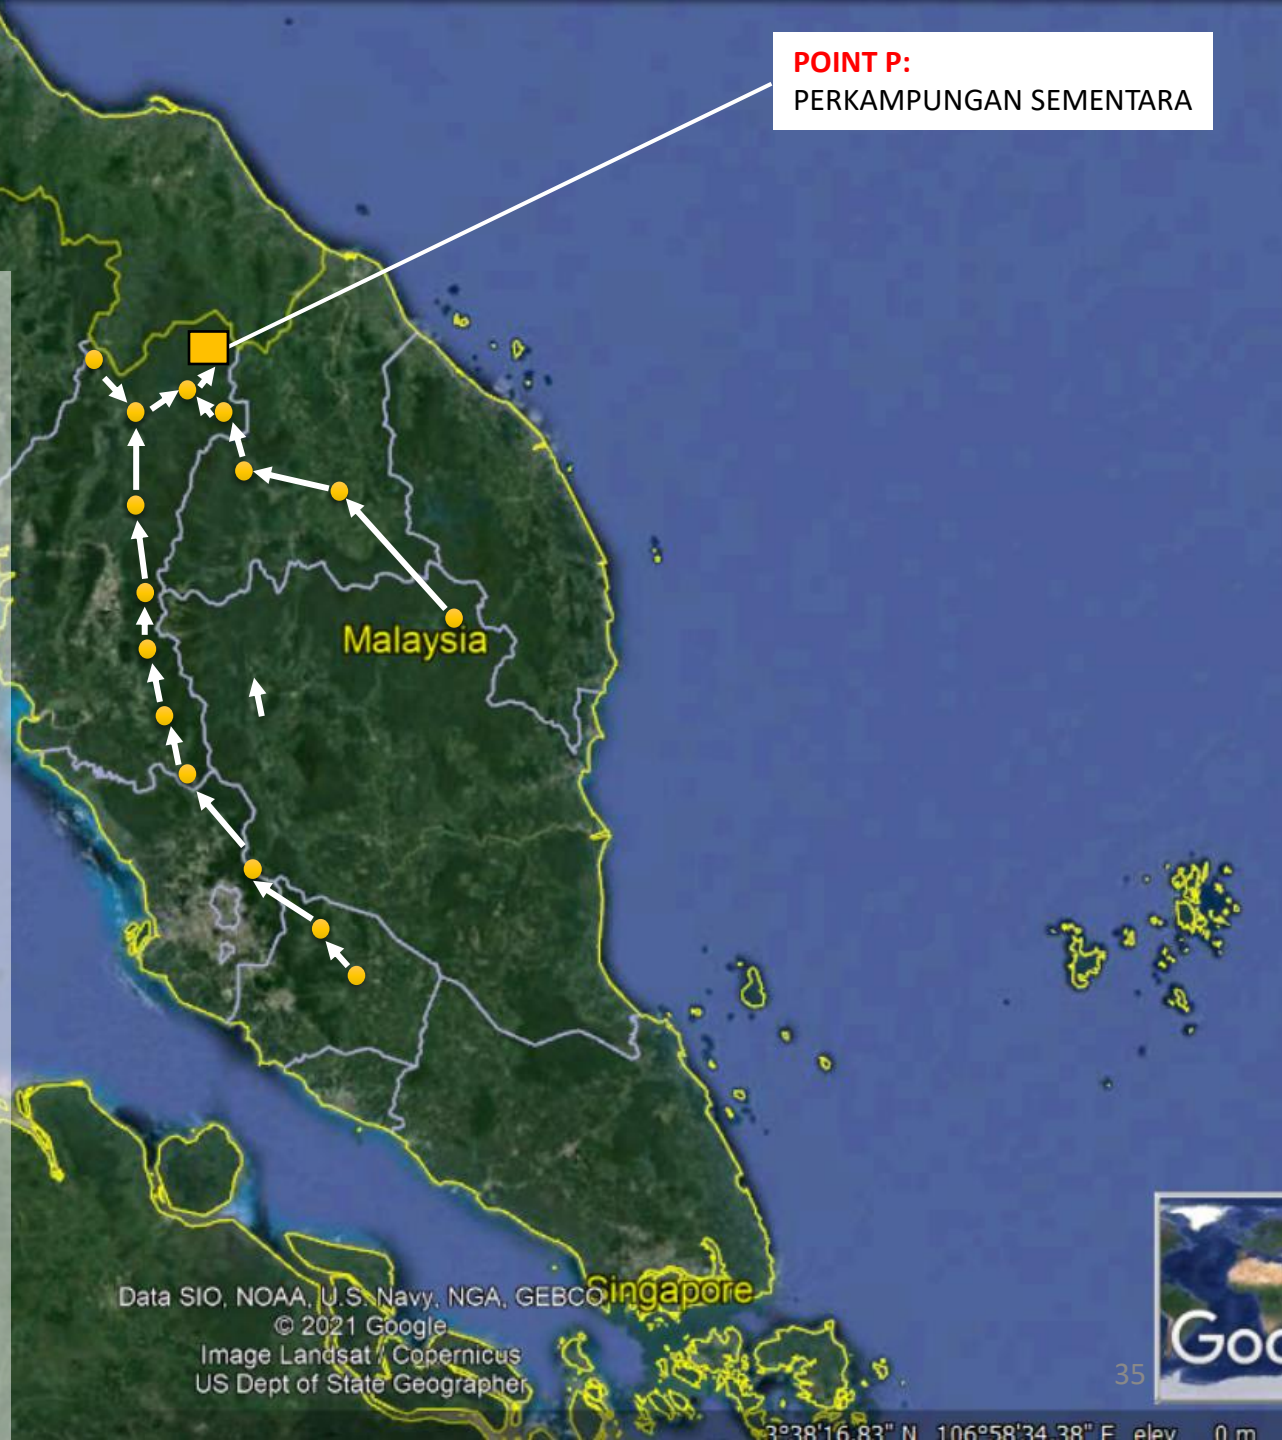 POINT P:
PERKAMPUNGAN SEMENTARA
Malaysia
Singapore
Data SIO, NOAA, U.S. Navy, NGA, GEBCO
© 2021 Google
Image Landsat / Copernicus
US Dept of State Geographer
Goo
35
3°38'16.83" N 106°58'34.38" E elev 0 m